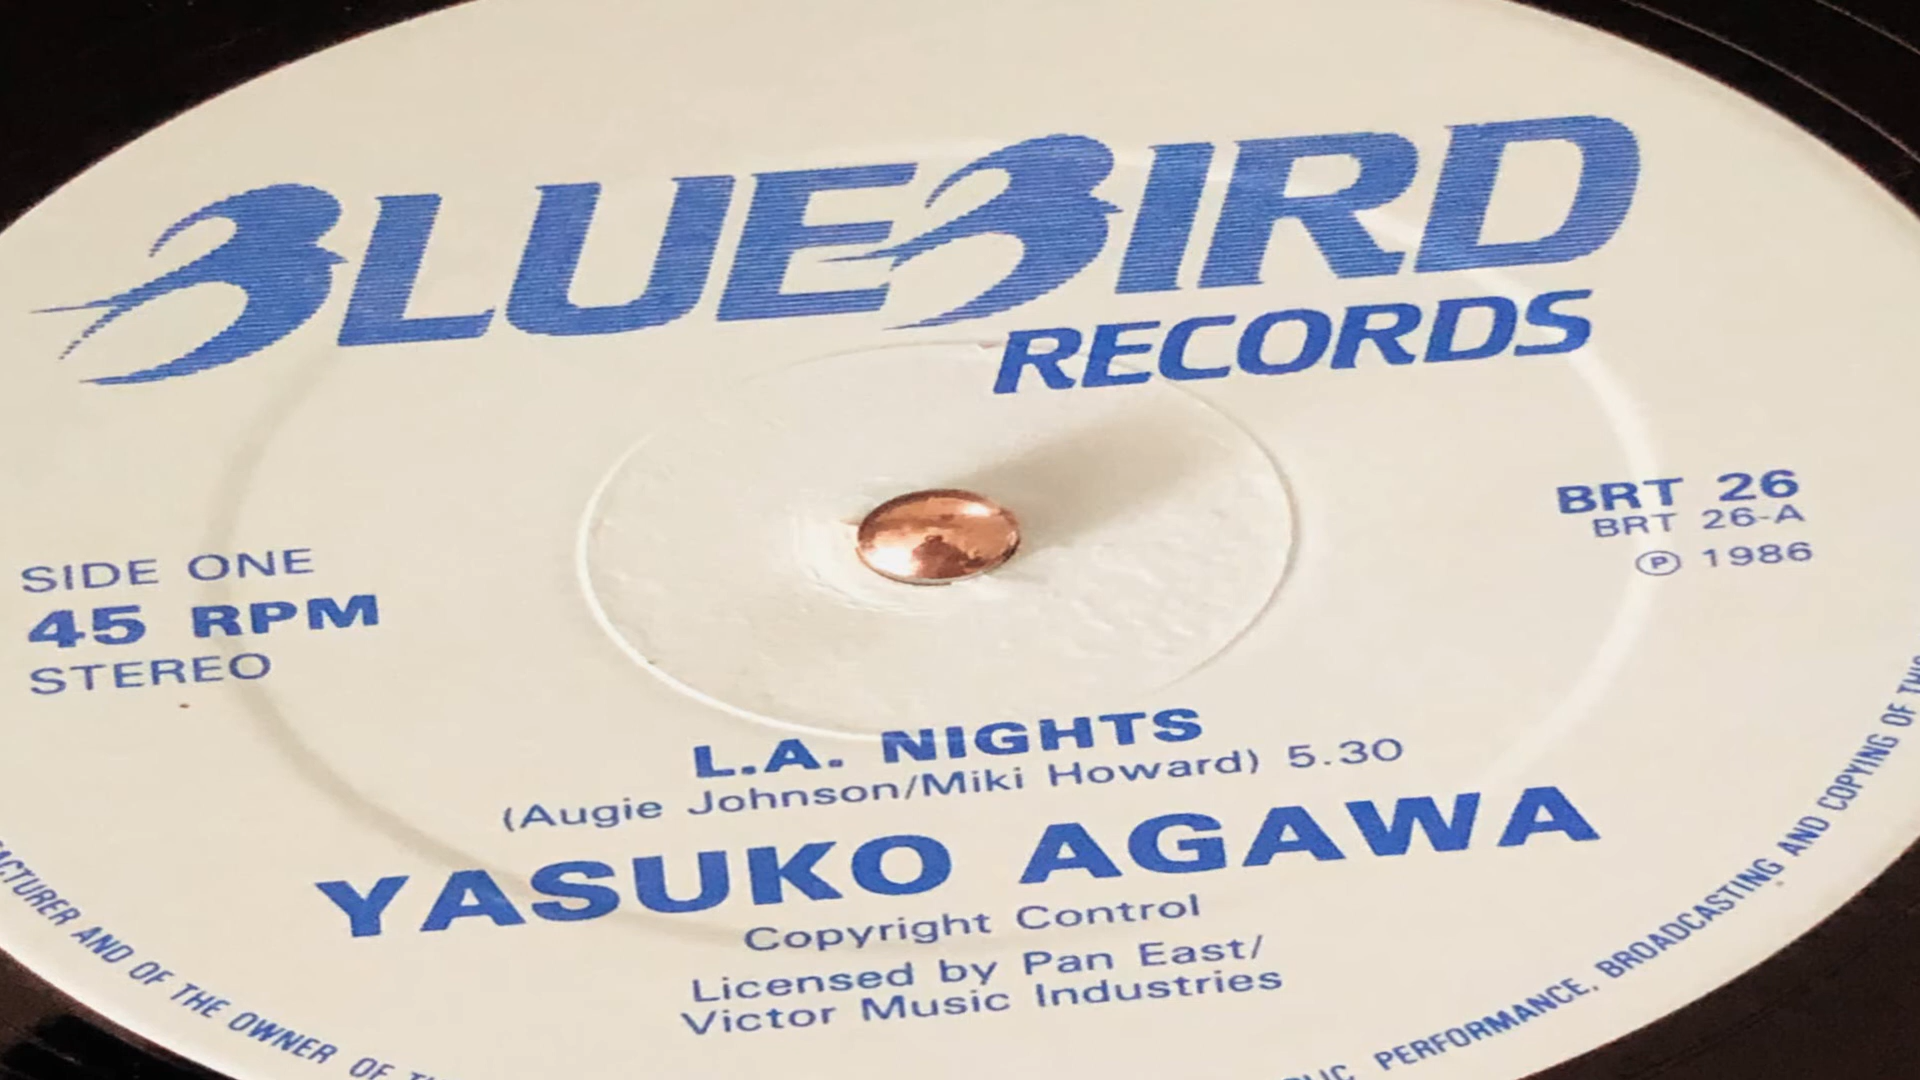 BLUEBIRD
RECORDS
BRT 26
BRT 26-A
Ⓟ 1986
SIDE ONE
45 RPM
STEREO
L.A. NIGHTS
(Augie Johnson/Miki Howard) 5.30
YASUKO AGAWA
Copyright Control
Licensed by Pan East/
Victor Music Industries
AND OF THE OWNER OF
PERFORMANCE, BROADCASTING AND COPYING OF THIS